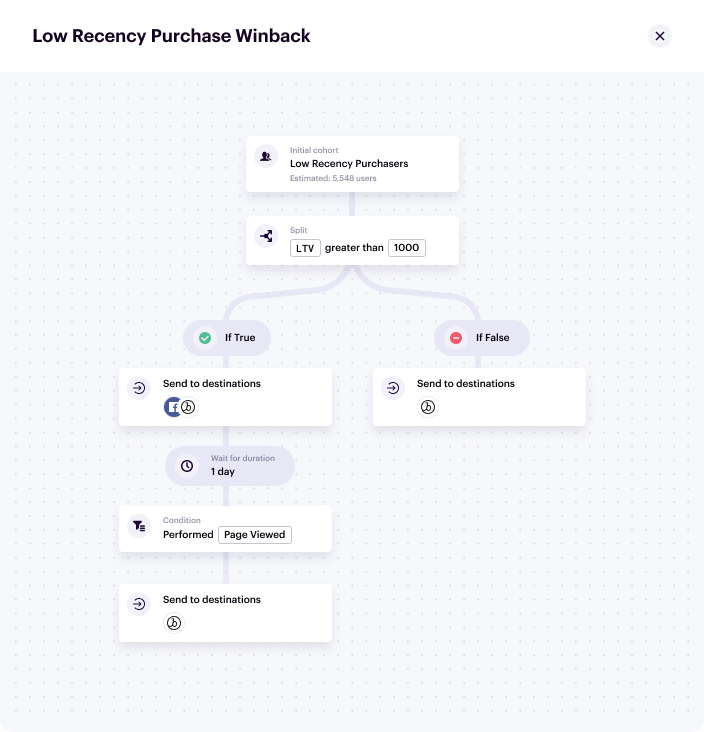 Low Recency Purchase Winback
Initial cohort
Low Recency Purchasers
Estimated: 5,548 users
Split
LTV greater than 1000
If True
If False
Send to destinations
Send to destinations
Wait for duration
1 day
Condition
Performed Page Viewed
Send to destinations